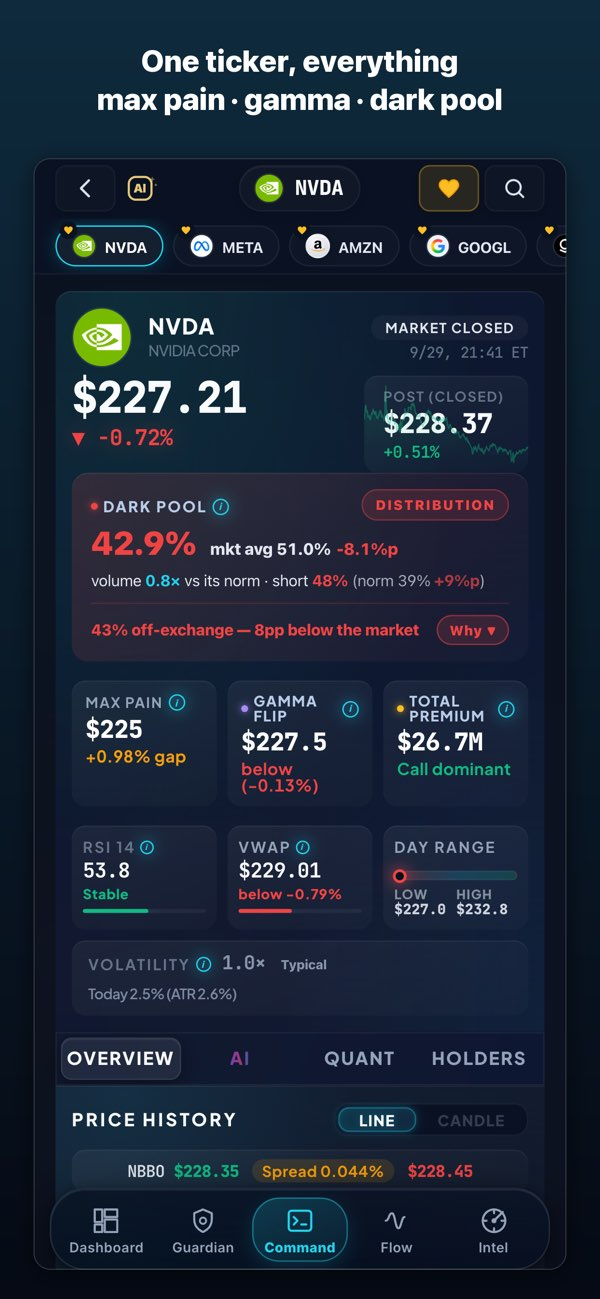 One ticker, everything
max pain · gamma · dark pool
AI
NVDA
NVDA
META
AMZN
GOOGL
NVDA
NVIDIA CORP
MARKET CLOSED
9/29, 21:41 ET
$227.21
▼ -0.72%
POST (CLOSED)
$228.37
+0.51%
DARK POOL
DISTRIBUTION
42.9% mkt avg 51.0% -8.1%p
volume 0.8× vs its norm · short 48% (norm 39% +9%p)
43% off-exchange — 8pp below the market
Why ▾
MAX PAIN
$225
+0.98% gap
GAMMA
FLIP
$227.5
below
(-0.13%)
TOTAL
PREMIUM
$26.7M
Call dominant
RSI 14
53.8
Stable
VWAP
$229.01
below -0.79%
DAY RANGE
LOW HIGH
$227.0 $232.8
VOLATILITY 1.0× Typical
Today 2.5% (ATR 2.6%)
OVERVIEW AI QUANT HOLDERS
PRICE HISTORY
LINE CANDLE
NBBO $228.35 Spread 0.044% $228.45
Dashboard Guardian Command Flow Intel